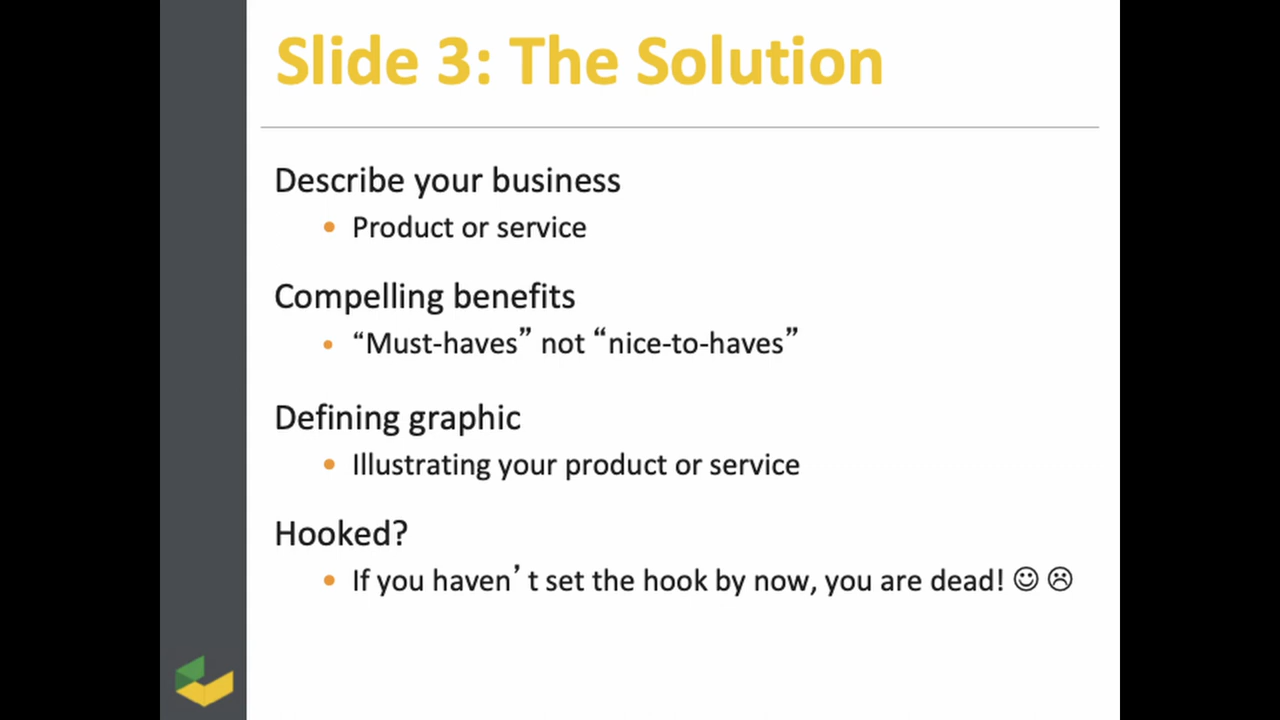 Slide 3: The Solution
Describe your business
• Product or service
Compelling benefits
• “Must-haves” not “nice-to-haves”
Defining graphic
• Illustrating your product or service
Hooked?
• If you haven’t set the hook by now, you are dead! ☺ ☹